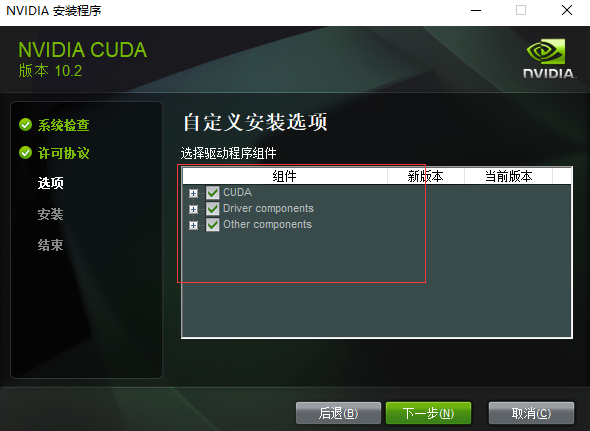 NVIDIA 安装程序
NVIDIA CUDA
版本 10.2
NVIDIA.
系统检查
许可协议
选项
安装
结束
自定义安装选项
选择驱动程序组件
组件 新版本 当前版本
CUDA
Driver components
Other components
后退(B) 下一步(N) 取消(C)